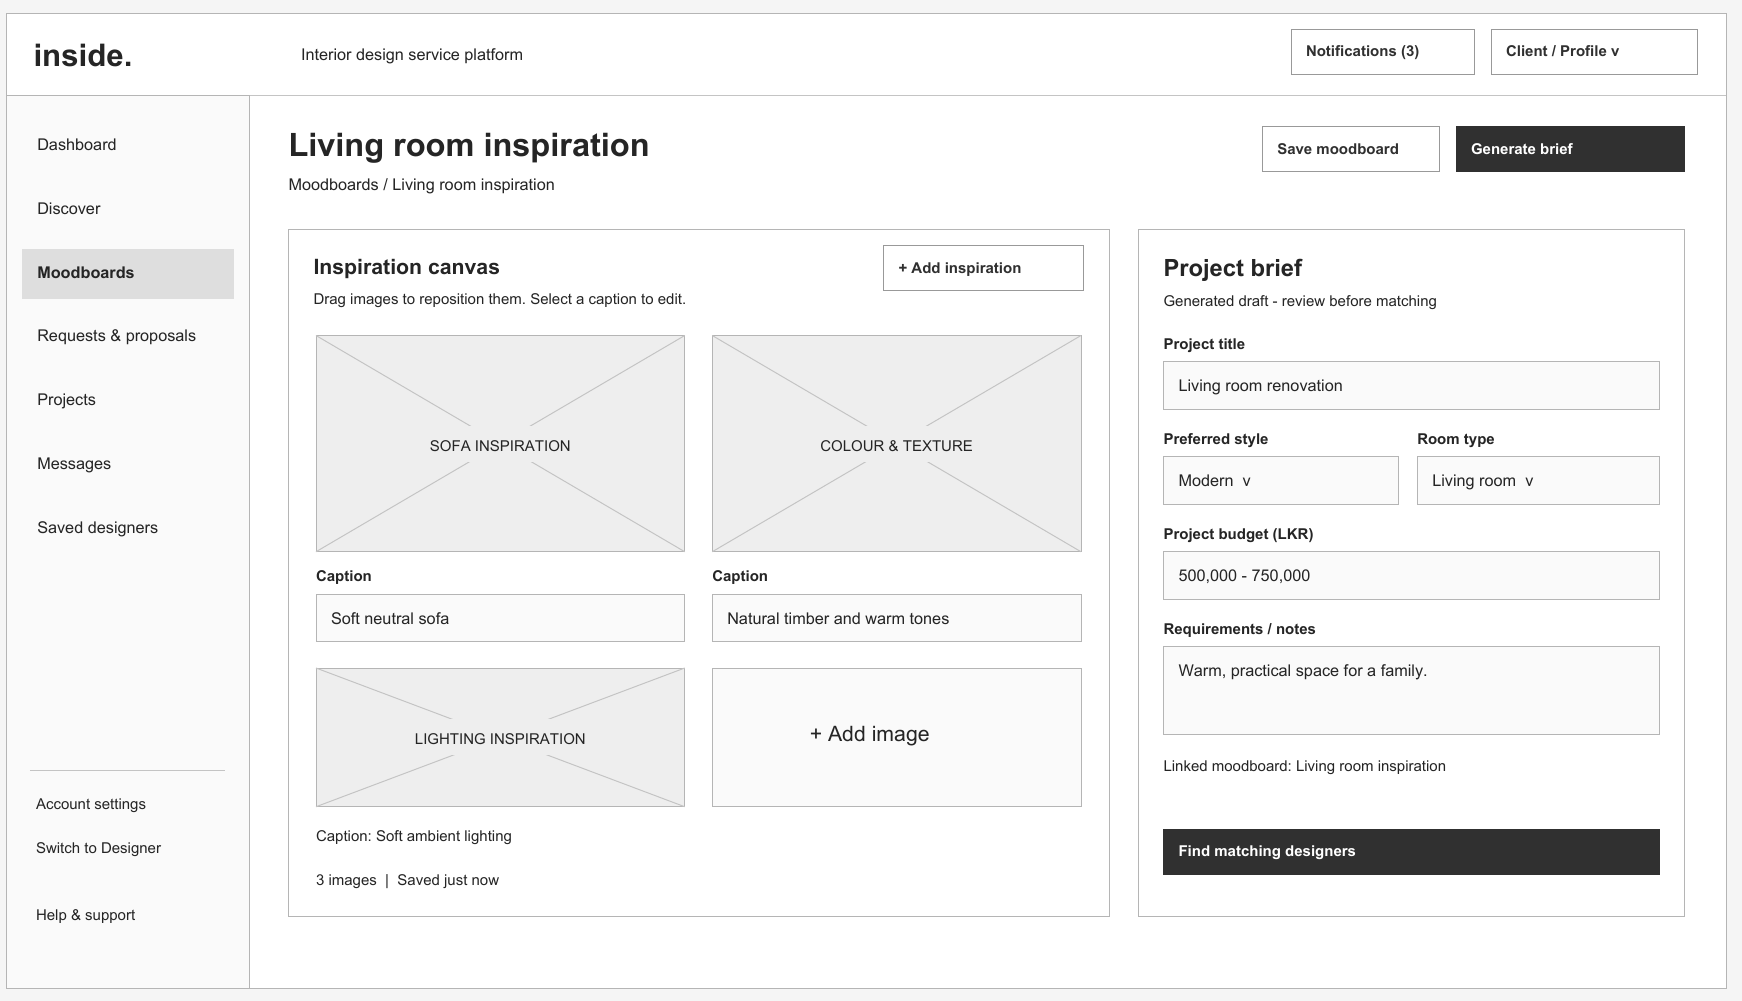 inside.
Interior design service platform
Notifications (3)
Client / Profile v
Dashboard
Discover
Moodboards
Requests & proposals
Projects
Messages
Saved designers
Account settings
Switch to Designer
Help & support
Living room inspiration
Moodboards / Living room inspiration
Save moodboard
Generate brief
Inspiration canvas
Drag images to reposition them. Select a caption to edit.
+ Add inspiration
SOFA INSPIRATION
COLOUR & TEXTURE
Caption
Caption
Soft neutral sofa
Natural timber and warm tones
LIGHTING INSPIRATION
+ Add image
Caption: Soft ambient lighting
3 images | Saved just now
Project brief
Generated draft - review before matching
Project title
Living room renovation
Preferred style
Room type
Modern v
Living room v
Project budget (LKR)
500,000 - 750,000
Requirements / notes
Warm, practical space for a family.
Linked moodboard: Living room inspiration
Find matching designers